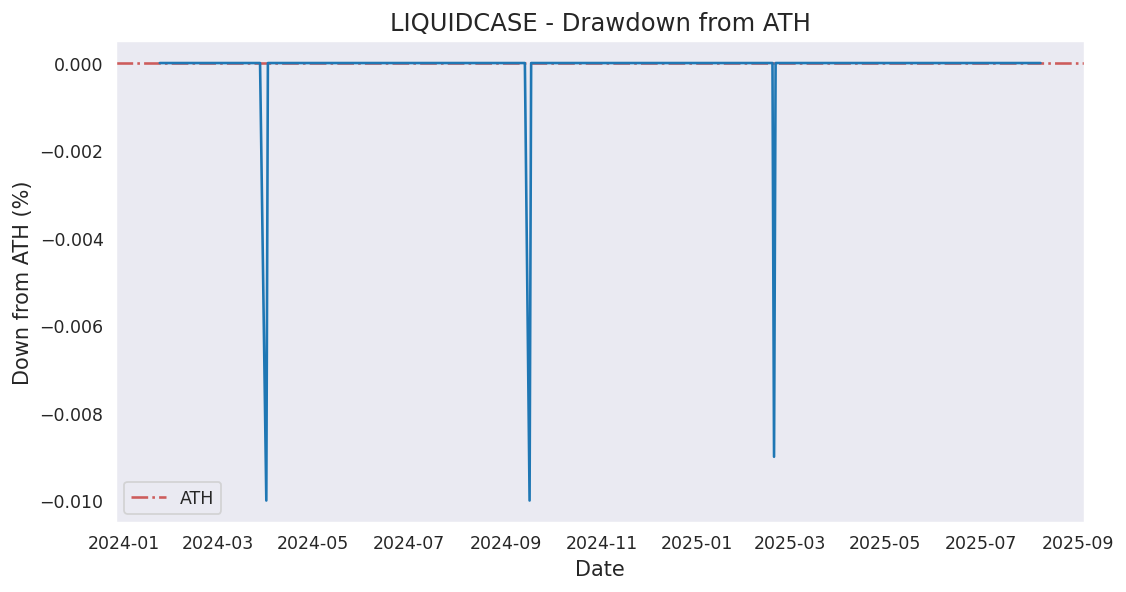 LIQUIDCASE - Drawdown from ATH
Down from ATH (%)
0.000
−0.002
−0.004
−0.006
−0.008
−0.010
ATH
2024-01 2024-03 2024-05 2024-07 2024-09 2024-11 2025-01 2025-03 2025-05 2025-07 2025-09
Date